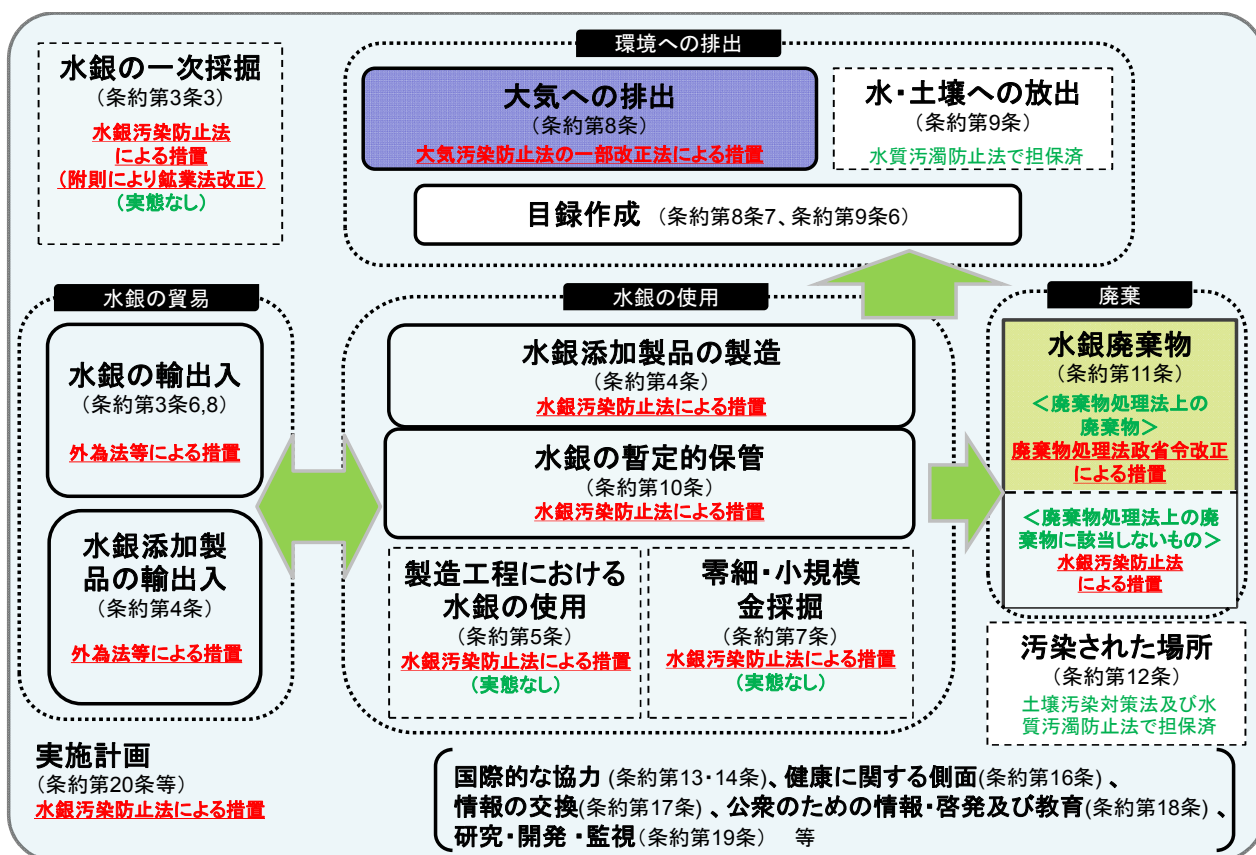 水銀の一次採掘
（条約第3条3）
水銀汚染防止法
による措置
（附則により鉱業法改正）
（実態なし）
環境への排出
大気への排出
（条約第8条）
大気汚染防止法の一部改正法による措置
水・土壌への放出
（条約第9条）
水質汚濁防止法で担保済
目録作成 （条約第8条7、条約第9条6）
水銀の貿易
水銀の輸出入
（条約第3条6,8）
外為法等による措置
水銀添加製
品の輸出入
（条約第4条）
外為法等による措置
水銀の使用
水銀添加製品の製造
（条約第4条）
水銀汚染防止法による措置
水銀の暫定的保管
（条約第10条）
水銀汚染防止法による措置
製造工程における
水銀の使用
（条約第5条）
水銀汚染防止法による措置
（実態なし）
零細・小規模
金採掘
（条約第7条）
水銀汚染防止法による措置
（実態なし）
廃棄
水銀廃棄物
（条約第11条）
＜廃棄物処理法上の
廃棄物＞
廃棄物処理法政省令改正
による措置
＜廃棄物処理法上の廃
棄物に該当しないもの＞
水銀汚染防止法
による措置
汚染された場所
（条約第12条）
土壌汚染対策法及び水
質汚濁防止法で担保済
実施計画
（条約第20条等）
水銀汚染防止法による措置
国際的な協力 (条約第13・14条)、健康に関する側面(条約第16条) 、
情報の交換(条約第17条) 、公衆のための情報・啓発及び教育(条約第18条) 、
研究・開発・監視(条約第19条) 等